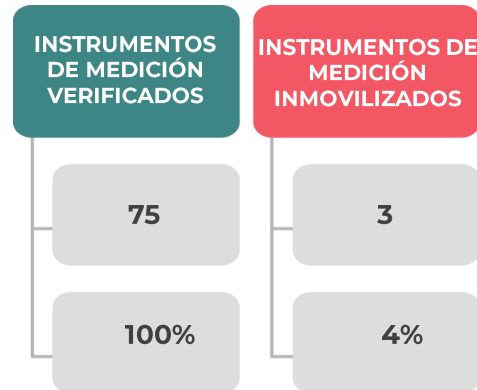 INSTRUMENTOS
DE MEDICIÓN
VERIFICADOS
75
100%
INSTRUMENTOS DE
MEDICIÓN
INMOVILIZADOS
3
4%